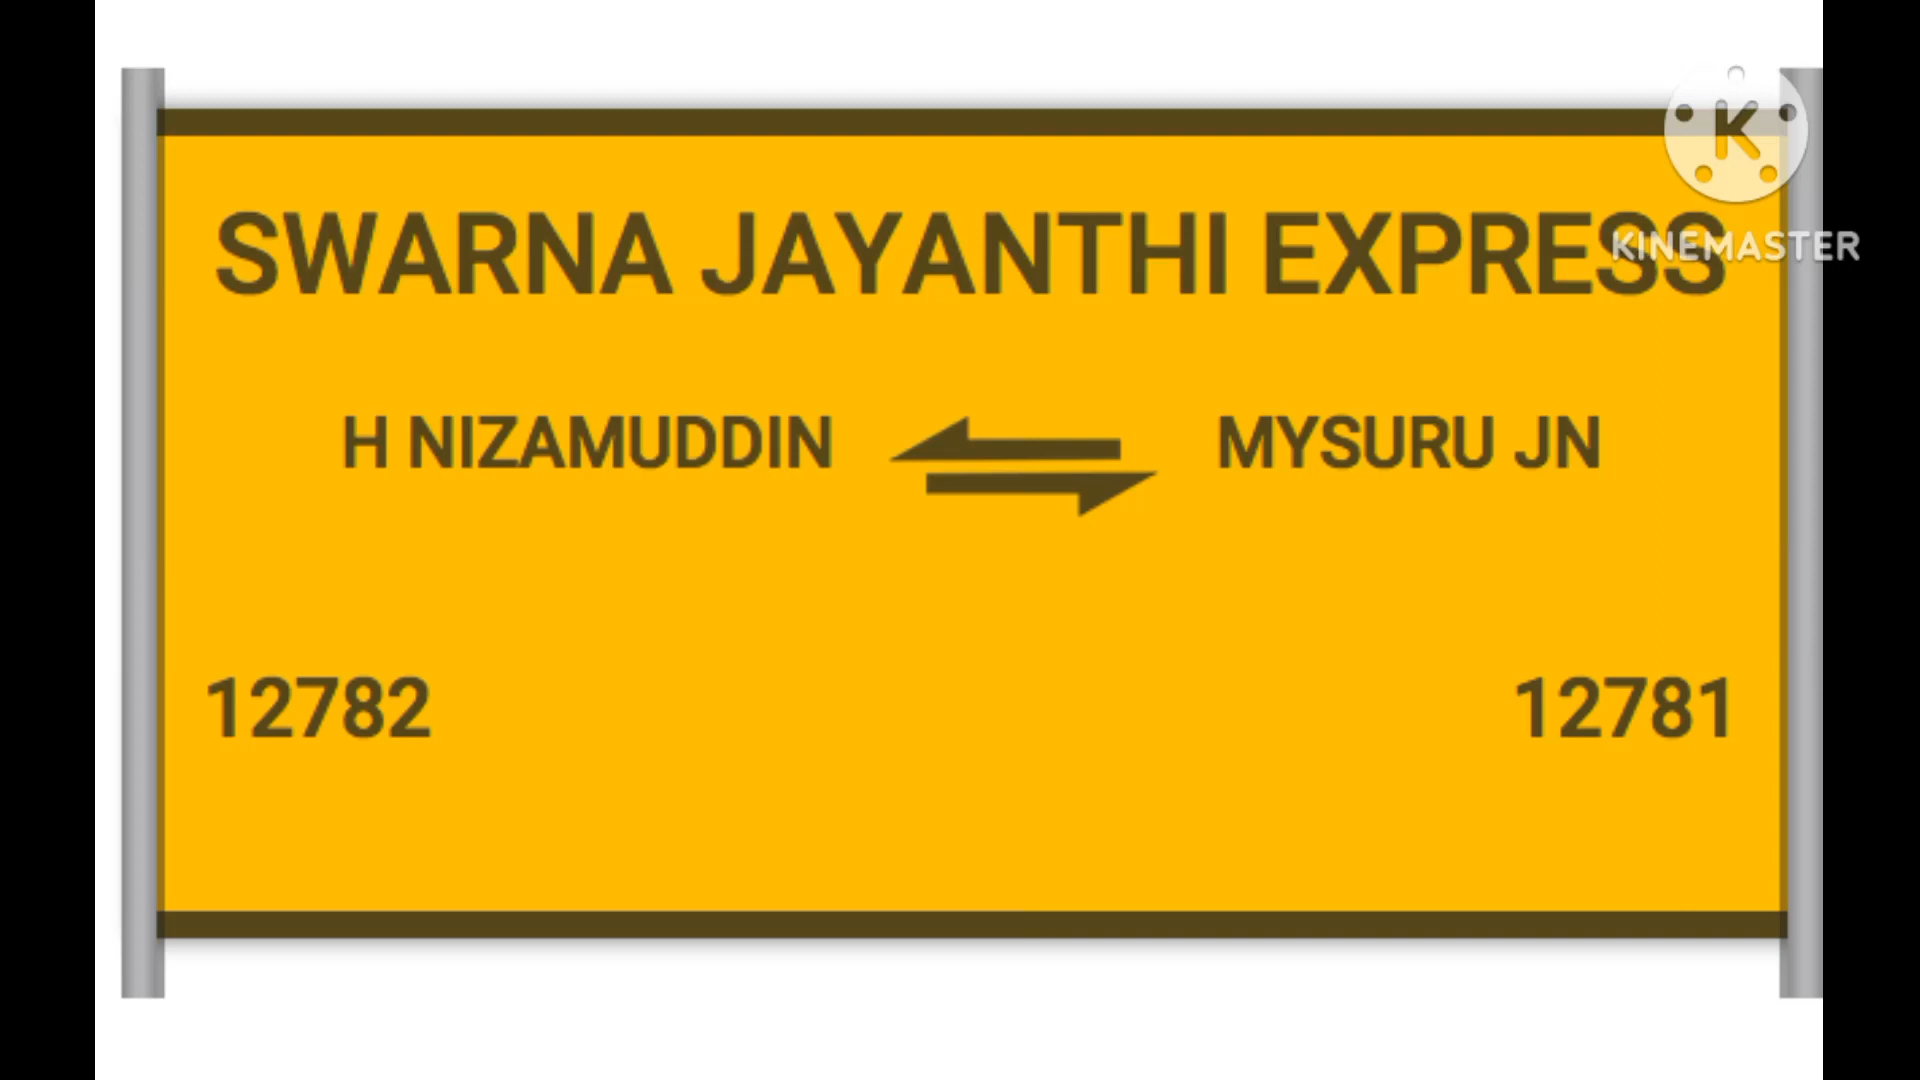 SWARNA JAYANTHI EXPRESS
KINEMASTER
H NIZAMUDDIN MYSURU JN
12782 12781